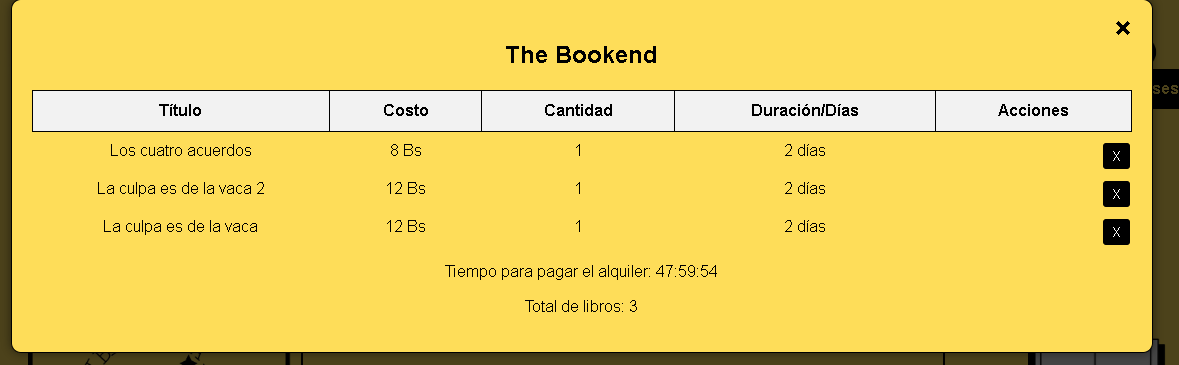 ×
The Bookend
Título Costo Cantidad Duración/Días Acciones
Los cuatro acuerdos 8 Bs 1 2 días X
La culpa es de la vaca 2 12 Bs 1 2 días X
La culpa es de la vaca 12 Bs 1 2 días X
Tiempo para pagar el alquiler: 47:59:54
Total de libros: 3
ses